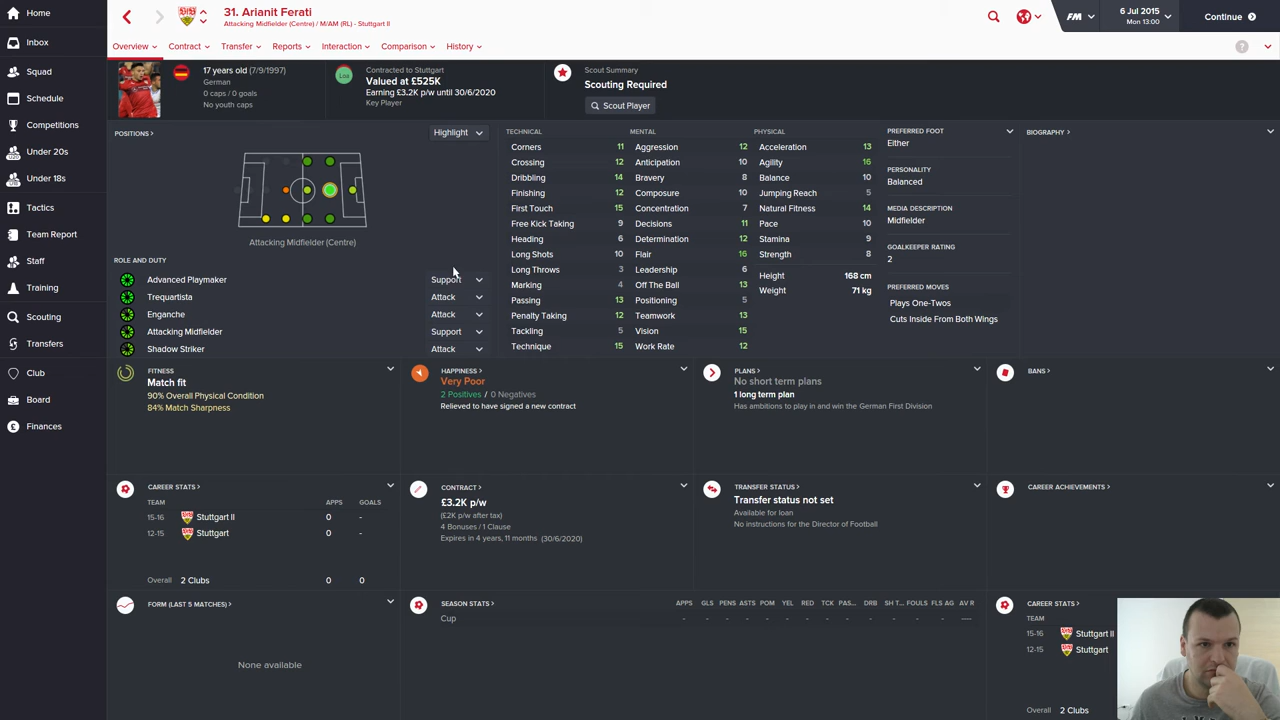 Home
Inbox
Squad
Schedule
Competitions
Under 20s
Under 18s
Tactics
Team Report
Staff
Training
Scouting
Transfers
Club
Board
Finances
31. Arianit Ferati
Attacking Midfielder (Centre) / M/AM (RL) - Stuttgart II
FM
6 Jul 2015
Mon 13:00
Continue
Overview
Contract
Transfer
Reports
Interaction
Comparison
History
?
17 years old (7/9/1997)
German
0 caps / 0 goals
No youth caps
Loa
Contracted to Stuttgart
Valued at £525K
Earning £3.2K p/w until 30/6/2020
Key Player
Scout Summary
Scouting Required
Scout Player
POSITIONS >
Highlight
Attacking Midfielder (Centre)
ROLE AND DUTY
Advanced Playmaker Support
Trequartista Attack
Enganche Attack
Attacking Midfielder Support
Shadow Striker Attack
TECHNICAL
Corners 11
Crossing 12
Dribbling 14
Finishing 12
First Touch 15
Free Kick Taking 9
Heading 6
Long Shots 10
Long Throws 3
Marking 4
Passing 13
Penalty Taking 12
Tackling 5
Technique 15
MENTAL
Aggression 12
Anticipation 10
Bravery 8
Composure 10
Concentration 7
Decisions 11
Determination 12
Flair 16
Leadership 6
Off The Ball 13
Positioning 5
Teamwork 13
Vision 15
Work Rate 12
PHYSICAL
Acceleration 13
Agility 16
Balance 10
Jumping Reach 5
Natural Fitness 14
Pace 10
Stamina 9
Strength 8
Height 168 cm
Weight 71 kg
PREFERRED FOOT
Either
PERSONALITY
Balanced
MEDIA DESCRIPTION
Midfielder
GOALKEEPER RATING
2
PREFERRED MOVES
Plays One-Twos
Cuts Inside From Both Wings
BIOGRAPHY >
FITNESS
Match fit
90% Overall Physical Condition
84% Match Sharpness
HAPPINESS >
Very Poor
2 Positives / 0 Negatives
Relieved to have signed a new contract
PLANS >
No short term plans
1 long term plan
Has ambitions to play in and win the German First Division
BANS >
CAREER STATS >
TEAM APPS GOALS
15-16 Stuttgart II 0 -
12-15 Stuttgart 0 -
Overall 2 Clubs 0 0
CONTRACT >
£3.2K p/w
(£2K p/w after tax)
4 Bonuses / 1 Clause
Expires in 4 years, 11 months (30/6/2020)
TRANSFER STATUS >
Transfer status not set
Available for loan
No instructions for the Director of Football
CAREER ACHIEVEMENTS >
FORM (LAST 5 MATCHES) >
None available
SEASON STATS > APPS GLS PENS ASTS POM YEL RED TCK PAS... DRB SH T... FOULS FLS AG AV R
Cup - - - - - - - - - - - - - ---
CAREER STATS >
TEAM
15-16 Stuttgart II
12-15 Stuttgart
Overall 2 Clubs